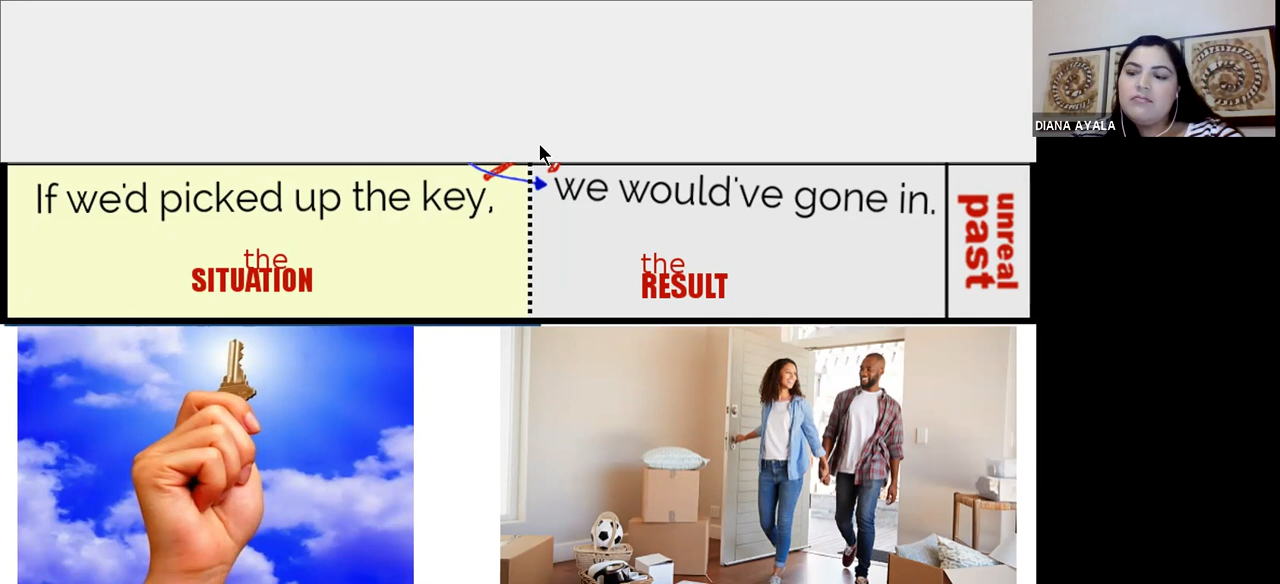 DIANA AYALA
If we'd picked up the key,
we would've gone in.
the
SITUATION
the
RESULT
unreal
past